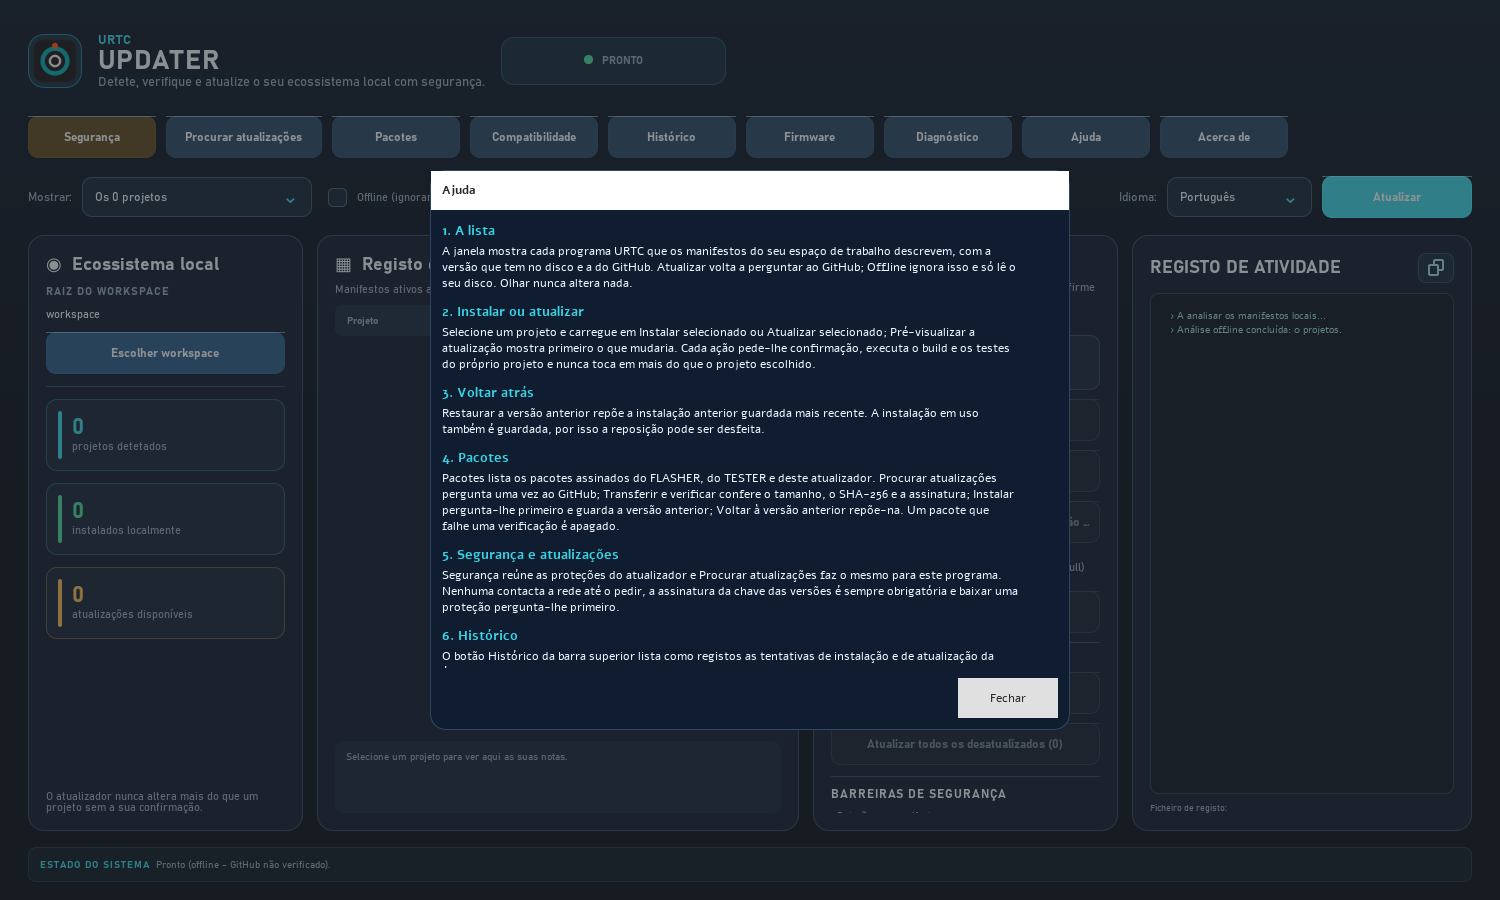 URTC
UPDATER
Detete, verifique e atualize o seu ecossistema local com segurança.
PRONTO
Segurança
Procurar atualizações
Pacotes
Compatibilidade
Histórico
Firmware
Diagnóstico
Ajuda
Acerca de
Mostrar:
Os 0 projetos
Offline (ignorar
Idioma:
Português
Atualizar
Ecossistema local
RAIZ DO WORKSPACE
workspace
Escolher workspace
0
projetos detetados
0
instalados localmente
0
atualizações disponíveis
O atualizador nunca altera mais do que um
projeto sem a sua confirmação.
Registo
Manifestos ativos
Projeto
Selecione um projeto para ver aqui as suas notas.
Ajuda
1. A lista
A janela mostra cada programa URTC que os manifestos do seu espaço de trabalho descrevem, com a
versão que tem no disco e a do GitHub. Atualizar volta a perguntar ao GitHub; Offline ignora isso e só lê o
seu disco. Olhar nunca altera nada.
2. Instalar ou atualizar
Selecione um projeto e carregue em Instalar selecionado ou Atualizar selecionado; Pré-visualizar a
atualização mostra primeiro o que mudaria. Cada ação pede-lhe confirmação, executa o build e os testes
do próprio projeto e nunca toca em mais do que o projeto escolhido.
3. Voltar atrás
Restaurar a versão anterior repõe a instalação anterior guardada mais recente. A instalação em uso
também é guardada, por isso a reposição pode ser desfeita.
4. Pacotes
Pacotes lista os pacotes assinados do FLASHER, do TESTER e deste atualizador. Procurar atualizações
pergunta uma vez ao GitHub; Transferir e verificar confere o tamanho, o SHA-256 e a assinatura; Instalar
pergunta-lhe primeiro e guarda a versão anterior; Voltar à versão anterior repõe-na. Um pacote que
falhe uma verificação é apagado.
5. Segurança e atualizações
Segurança reúne as proteções do atualizador e Procurar atualizações faz o mesmo para este programa.
Nenhuma contacta a rede até o pedir, a assinatura da chave das versões é sempre obrigatória e baixar uma
proteção pergunta-lhe primeiro.
6. Histórico
O botão Histórico da barra superior lista como registos as tentativas de instalação e de atualização da
Fechar
firme
ão …
ull)
Atualizar todos os desatualizados (0)
BARREIRAS DE SEGURANÇA
REGISTO DE ATIVIDADE
› A analisar os manifestos locais...
› Análise offline concluída: 0 projetos.
Ficheiro de registo:
ESTADO DO SISTEMA Pronto (offline - GitHub não verificado).